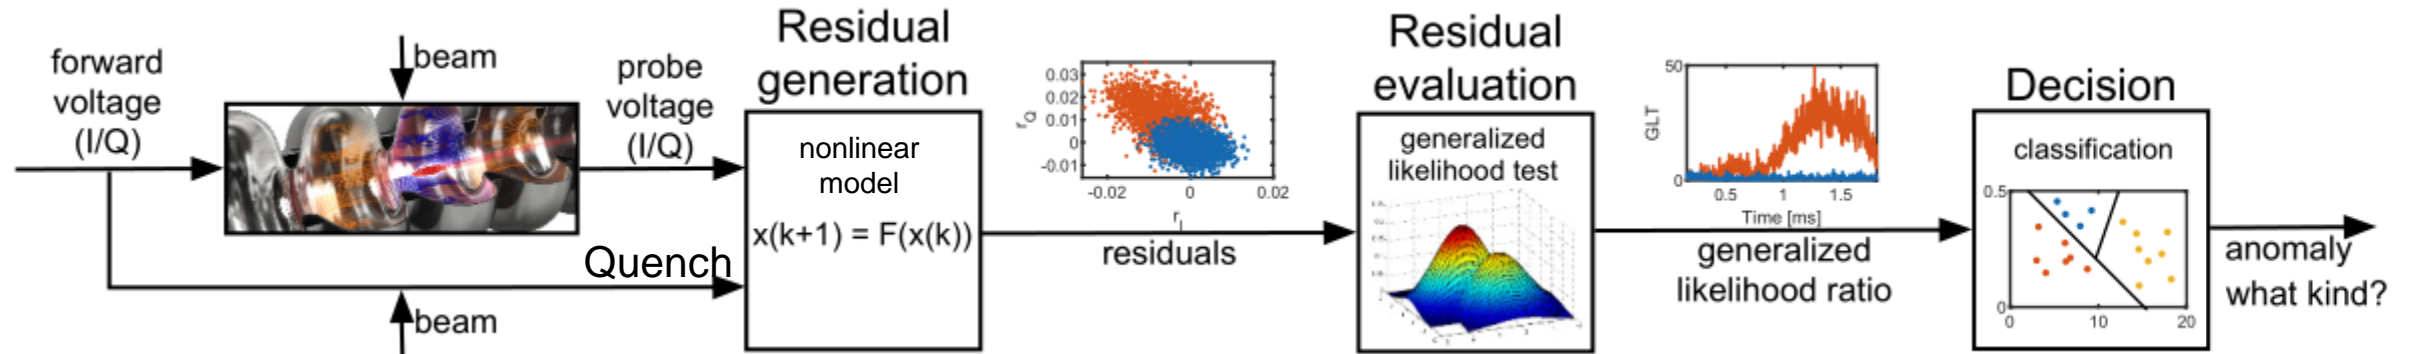 forward
voltage
(I/Q)
beam
probe
voltage
(I/Q)
Quench
beam
Residual
generation
nonlinear
model
x(k+1) = F(x(k))
0.03
0.02
0.01
0
-0.01
rQ
-0.02 0 0.02
rI
residuals
Residual
evaluation
generalized
likelihood test
50
GLT
0
0.5 1 1.5
Time [ms]
generalized
likelihood ratio
Decision
classification
0.5
0
0 10 20
anomaly
what kind?